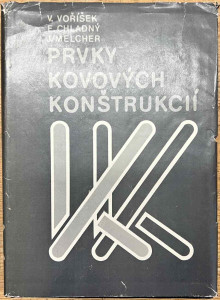 V. VOŘÍŠEK
E. CHLADNÝ
J. MELCHER
PRVKY
KOVOVÝCH
KONŠTRUKCIÍ